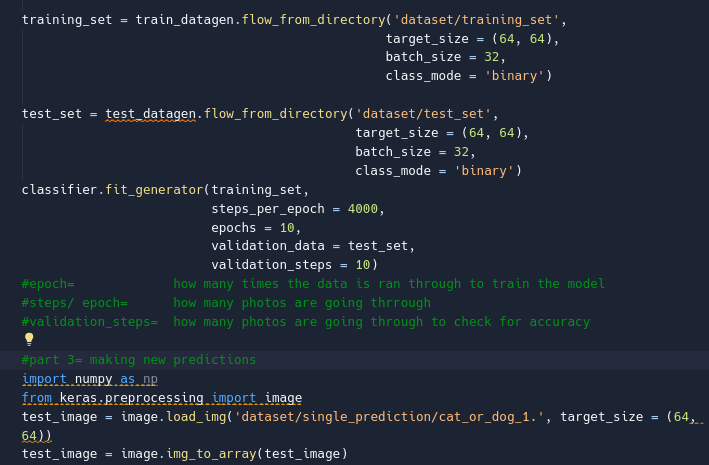 training_set = train_datagen.flow_from_directory('dataset/training_set',
target_size = (64, 64),
batch_size = 32,
class_mode = 'binary')
test_set = test_datagen.flow_from_directory('dataset/test_set',
target_size = (64, 64),
batch_size = 32,
class_mode = 'binary')
classifier.fit_generator(training_set,
steps_per_epoch = 4000,
epochs = 10,
validation_data = test_set,
validation_steps = 10)
#epoch= how many times the data is ran through to train the model
#steps/ epoch= how many photos are going thrrough
#validation_steps= how many photos are going through to check for accuracy
#part 3= making new predictions
import numpy as np
from keras.preprocessing import image
test_image = image.load_img('dataset/single_prediction/cat_or_dog_1.', target_size = (64,
64))
test_image = image.img_to_array(test_image)